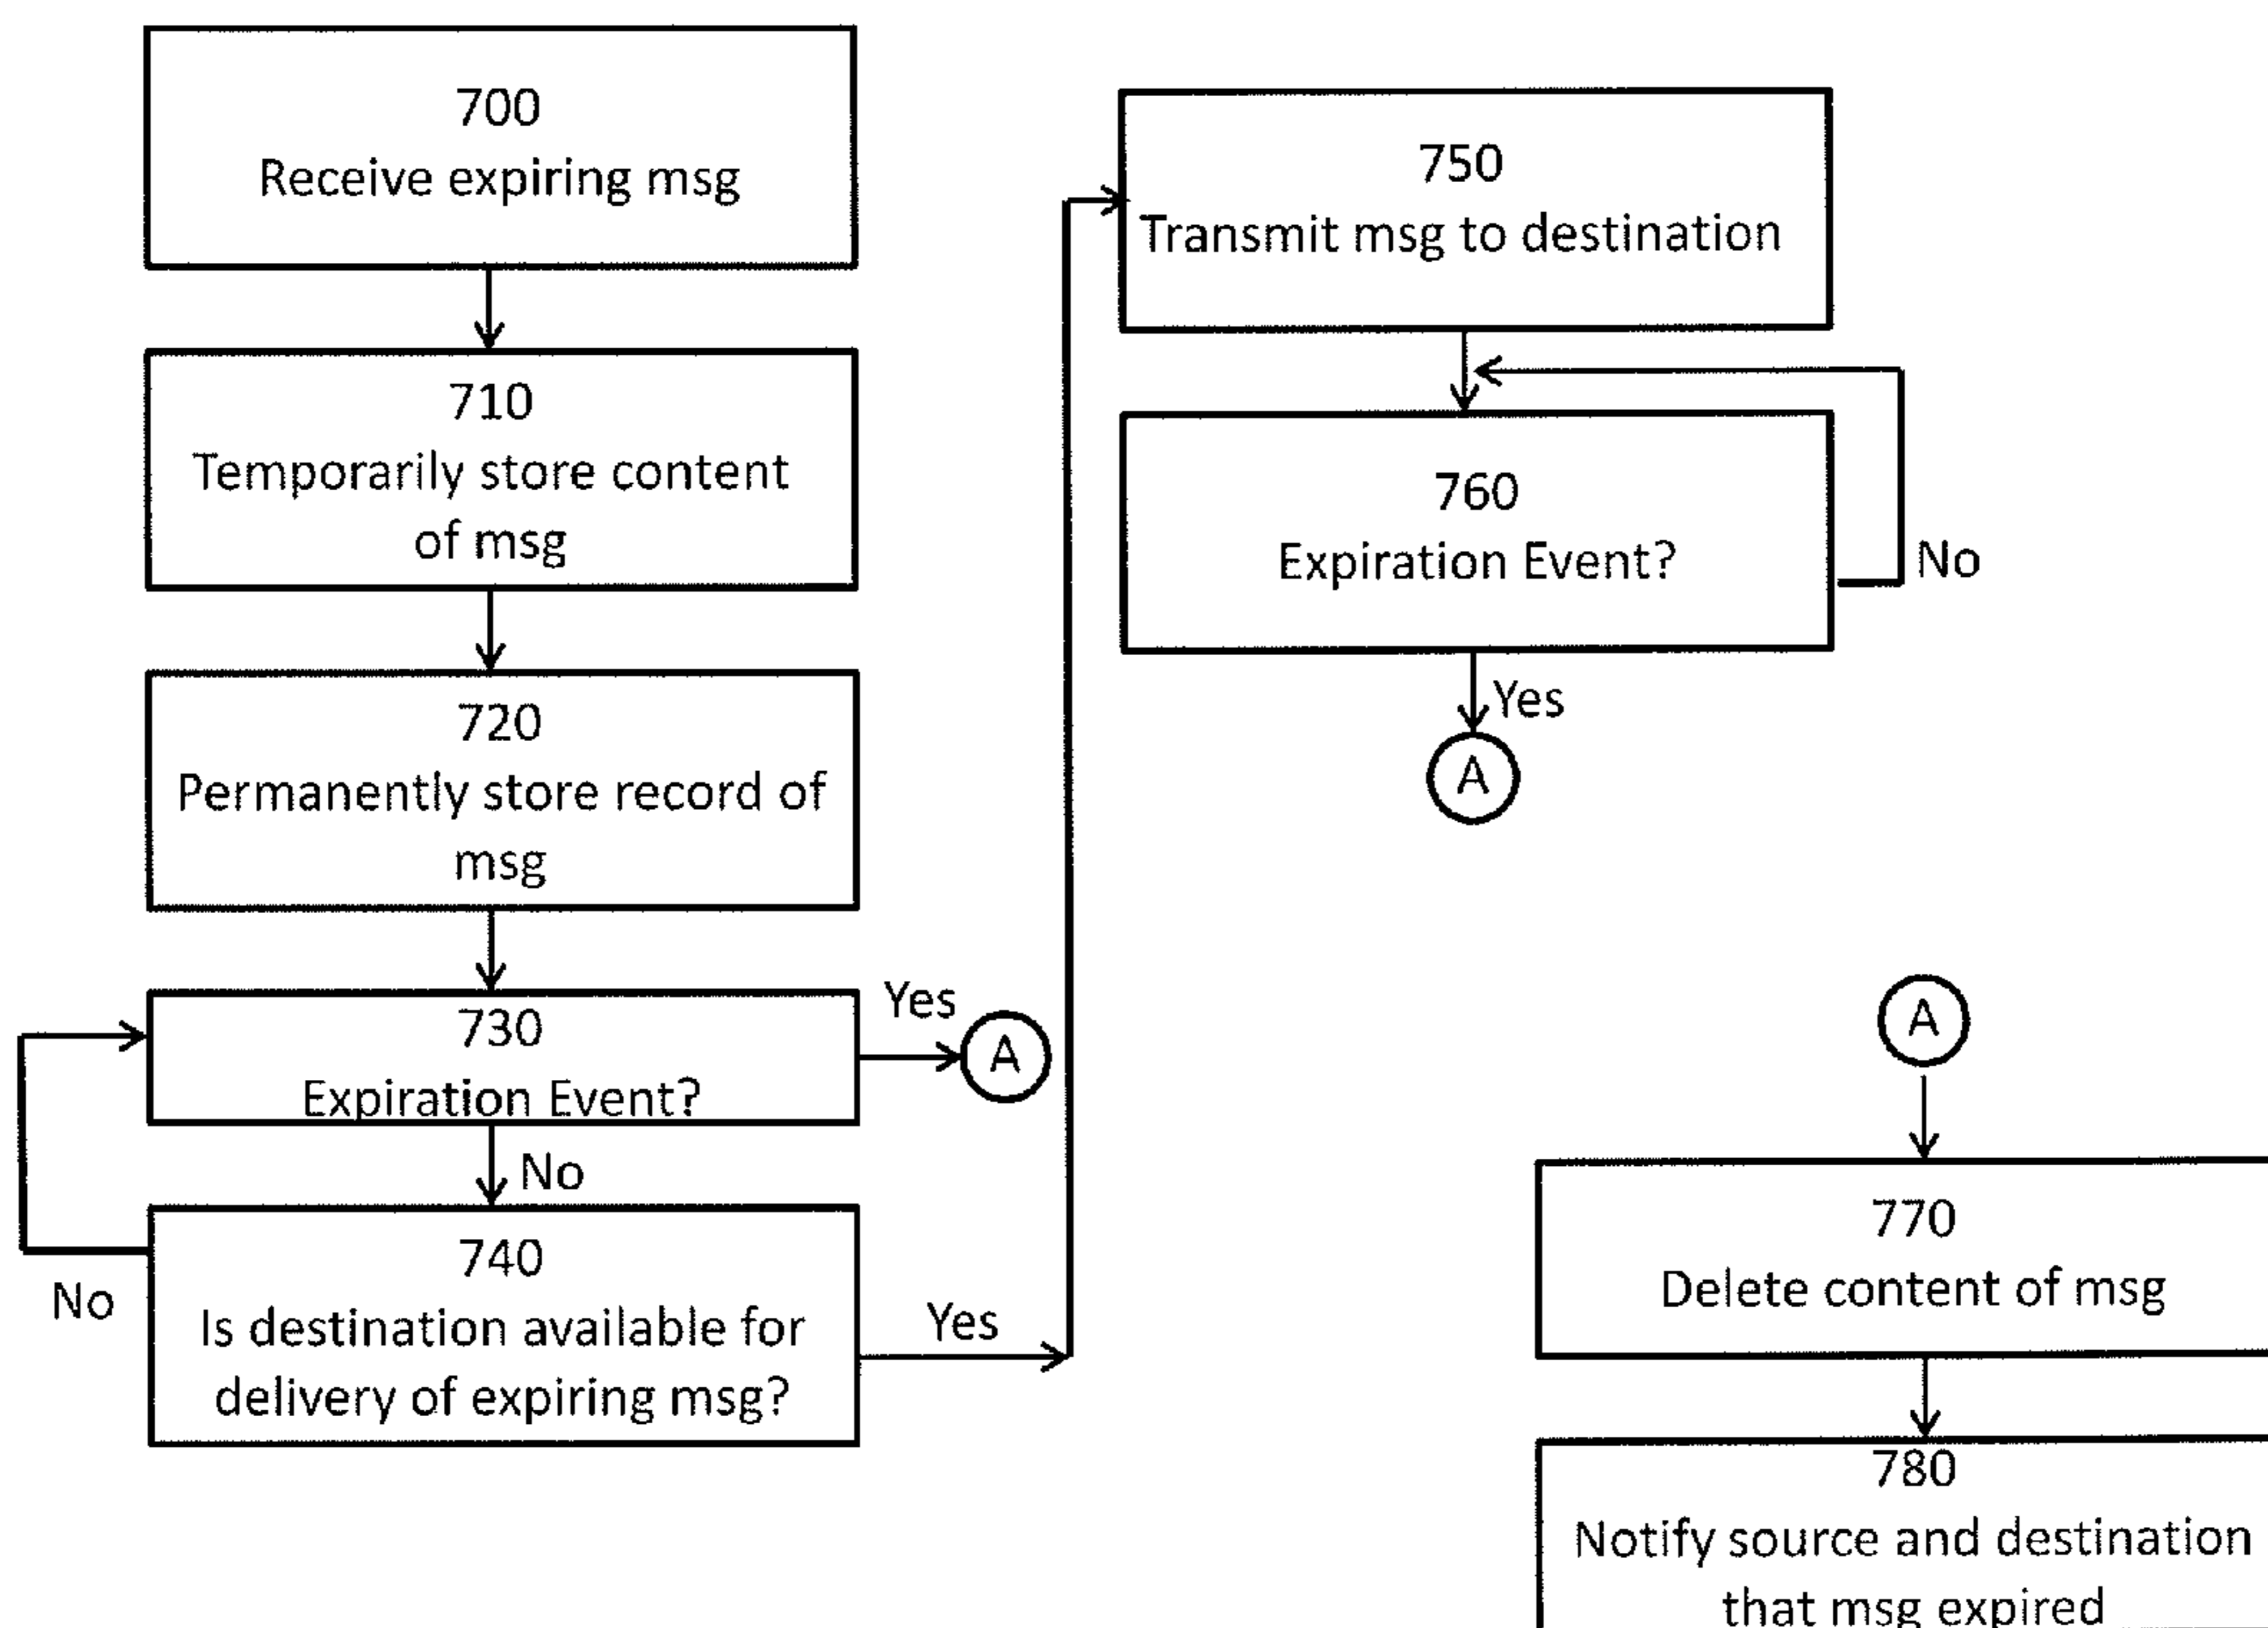 700
Receive expiring msg
710
Temporarily store content
of msg
720
Permanently store record of
msg
730
Expiration Event?
Yes
A
No
740
Is destination available for
delivery of expiring msg?
No
Yes
750
Transmit msg to destination
760
Expiration Event?
No
Yes
A
A
770
Delete content of msg
780
Notify source and destination
that msg expired